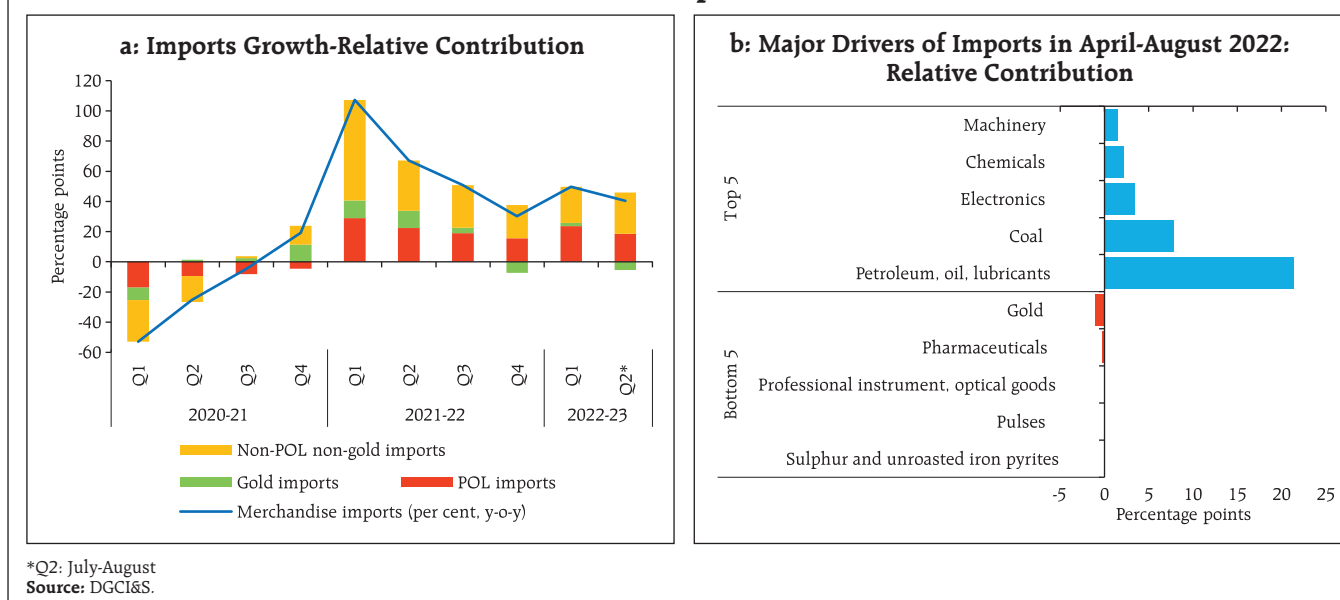 a: Imports Growth-Relative Contribution
Percentage points
120
100
80
60
40
20
0
-20
-40
-60
Q1
Q2
Q3
Q4
Q1
Q2
Q3
Q4
Q1
Q2*
2020-21
2021-22
2022-23
Non-POL non-gold imports
Gold imports
POL imports
Merchandise imports (per cent, y-o-y)
b: Major Drivers of Imports in April-August 2022:
Relative Contribution
Top 5
Machinery
Chemicals
Electronics
Coal
Petroleum, oil, lubricants
Bottom 5
Gold
Pharmaceuticals
Professional instrument, optical goods
Pulses
Sulphur and unroasted iron pyrites
-5 0 5 10 15 20 25
Percentage points
*Q2: July-August
Source: DGCI&S.